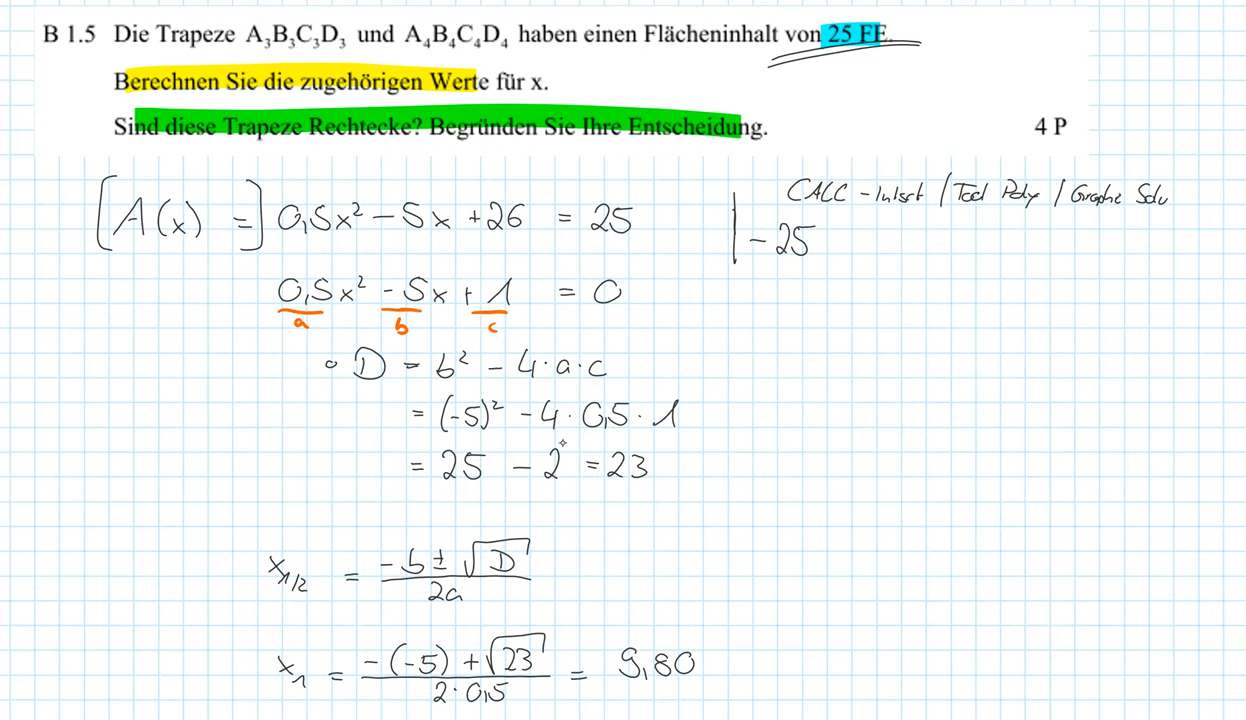 B 1.5 Die Trapeze A₃B₃C₃D₃ und A₄B₄C₄D₄ haben einen Flächeninhalt von 25 FE.
Berechnen Sie die zugehörigen Werte für x.
Sind diese Trapeze Rechtecke? Begründen Sie Ihre Entscheidung. 4 P
CALC - Intsct / Tool Poly / Graphic Solv
[A(x) =] 0,5x² - 5x + 26 = 25 | - 25
0,5x² - 5x + 1 = 0
a b c
∘ D = b² - 4·a·c
= (-5)² - 4·0,5·1
= 25 - 2 = 23
x₁/₂ = (-b ± √D) / 2a
x₁ = (-(-5) + √23) / (2·0,5) = 9,80